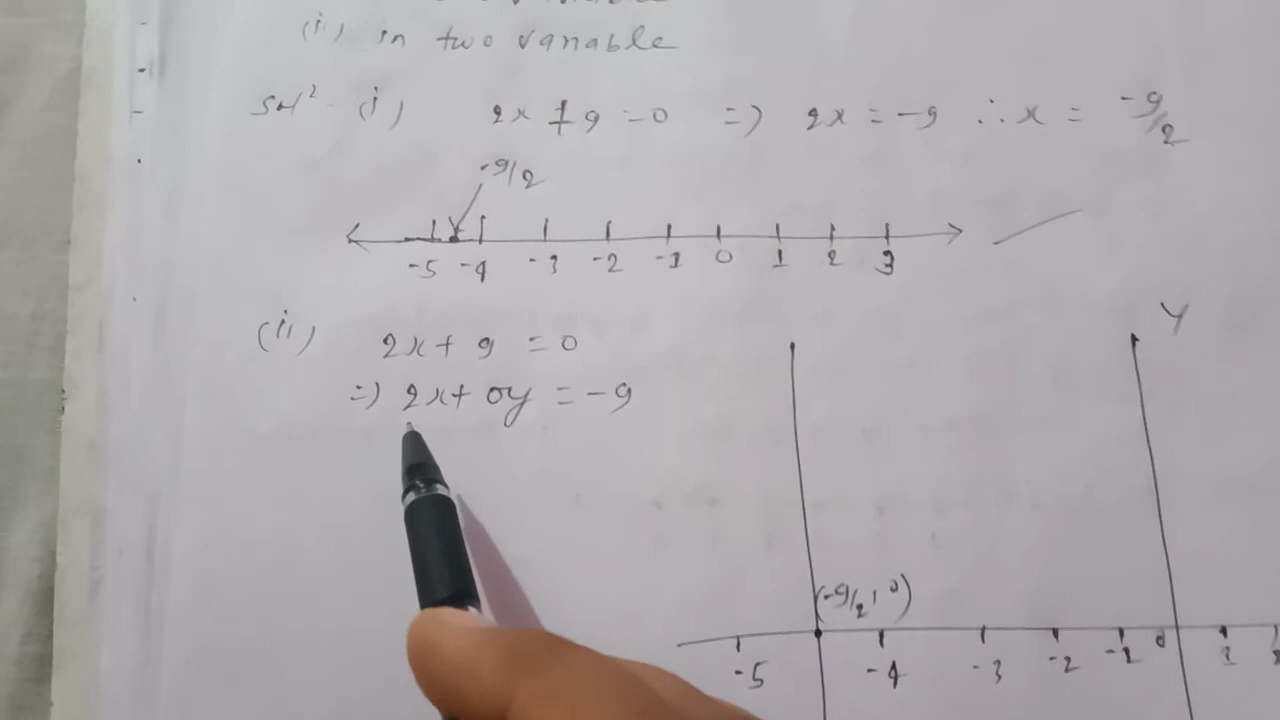 (ii) in two variable
Sol² - (i) 2x + 9 = 0 => 2x = -9 ∴ x = -9/2
-9/2
-5 -4 -3 -2 -1 0 1 2 3
(ii) 2x + 9 = 0
=> 2x + 0y = -9
Y
(-9/2, 0)
-5 -4 -3 -2 -1 0 1